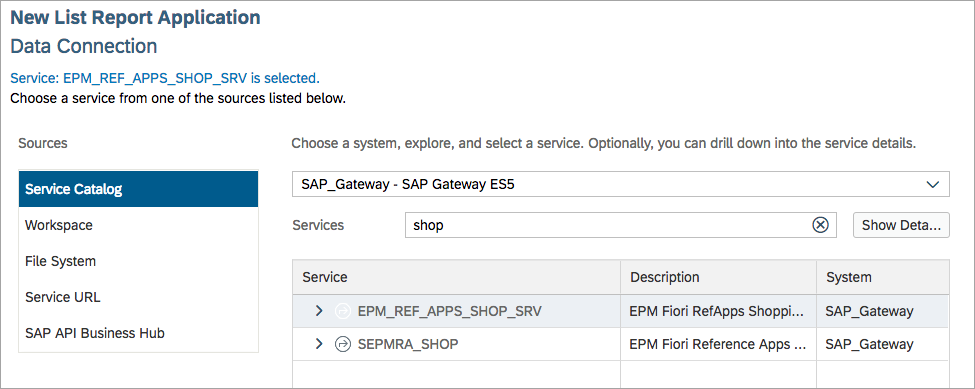 New List Report Application
Data Connection
Service: EPM_REF_APPS_SHOP_SRV is selected.
Choose a service from one of the sources listed below.
Sources
Choose a system, explore, and select a service. Optionally, you can drill down into the service details.
Service Catalog
SAP_Gateway - SAP Gateway ES5
Workspace
Services shop Show Deta...
File System
Service Description System
Service URL
EPM_REF_APPS_SHOP_SRV EPM Fiori RefApps Shoppi... SAP_Gateway
SAP API Business Hub
SEPMRA_SHOP EPM Fiori Reference Apps ... SAP_Gateway